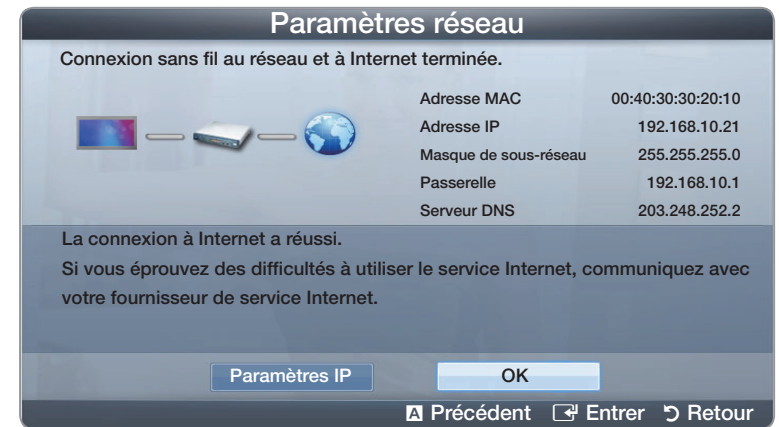 Paramètres réseau
Connexion sans fil au réseau et à Internet terminée.
Adresse MAC 00:40:30:30:20:10
Adresse IP 192.168.10.21
Masque de sous-réseau 255.255.255.0
Passerelle 192.168.10.1
Serveur DNS 203.248.252.2
La connexion à Internet a réussi.
Si vous éprouvez des difficultés à utiliser le service Internet, communiquez avec
votre fournisseur de service Internet.
Paramètres IP OK
A Précédent Entrer Retour